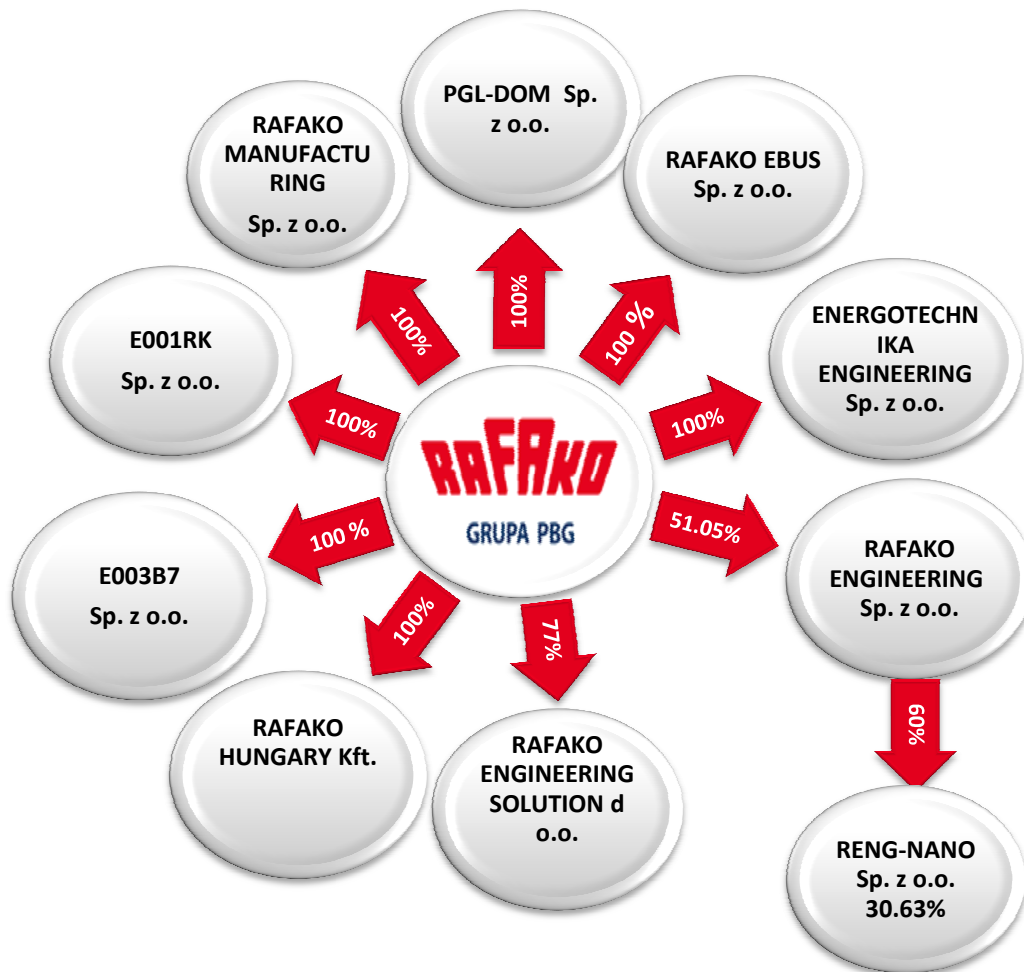 PGL-DOM Sp.
z o.o.
RAFAKO
MANUFACTU
RING
Sp. z o.o.
RAFAKO EBUS
Sp. z o.o.
100%
100%
100 %
E001RK
Sp. z o.o.
ENERGOTECHN
IKA
ENGINEERING
Sp. z o.o.
100%
100%
RAFAKO
GRUPA PBG
100 %
51.05%
E003B7
Sp. z o.o.
RAFAKO
ENGINEERING
Sp. z o.o.
100%
77%
RAFAKO
HUNGARY Kft.
RAFAKO
ENGINEERING
SOLUTION d
o.o.
60%
RENG-NANO
Sp. z o.o.
30.63%